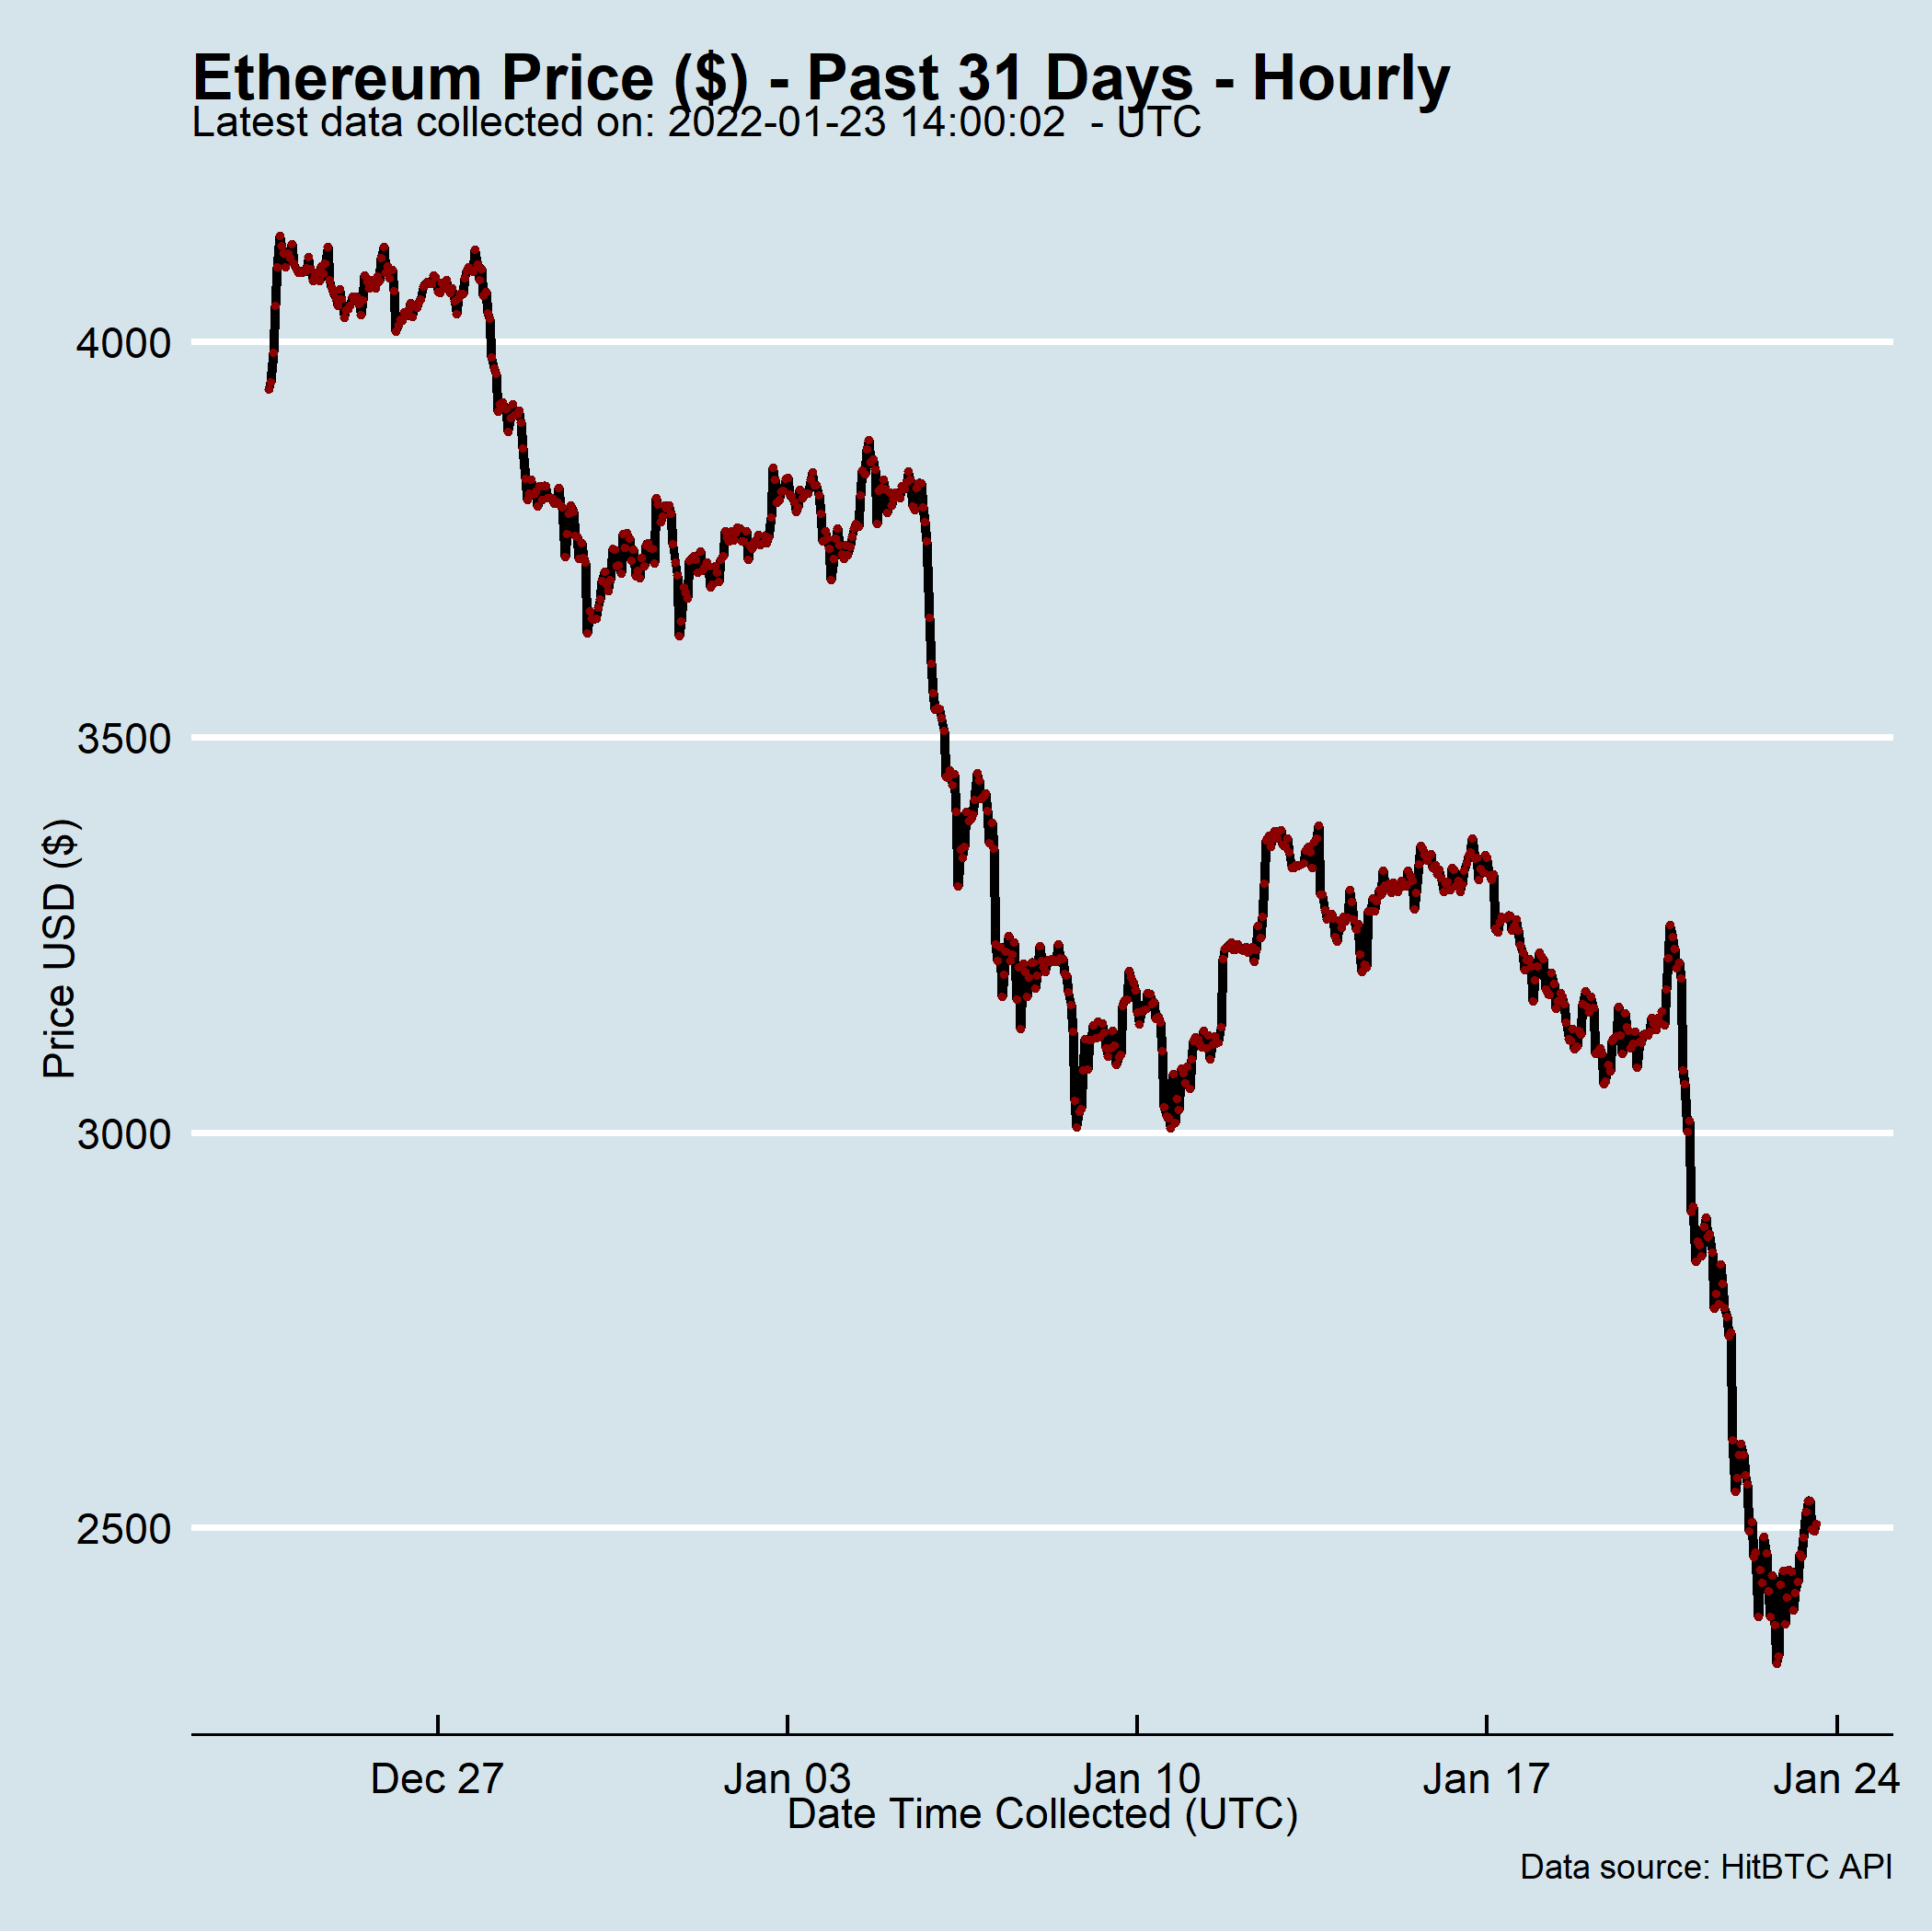 Ethereum Price ($) - Past 31 Days - Hourly
Latest data collected on: 2022-01-23 14:00:02  - UTC
Price USD ($)
4000
3500
3000
2500
Dec 27
Jan 03
Jan 10
Jan 17
Jan 24
Date Time Collected (UTC)
Data source: HitBTC API